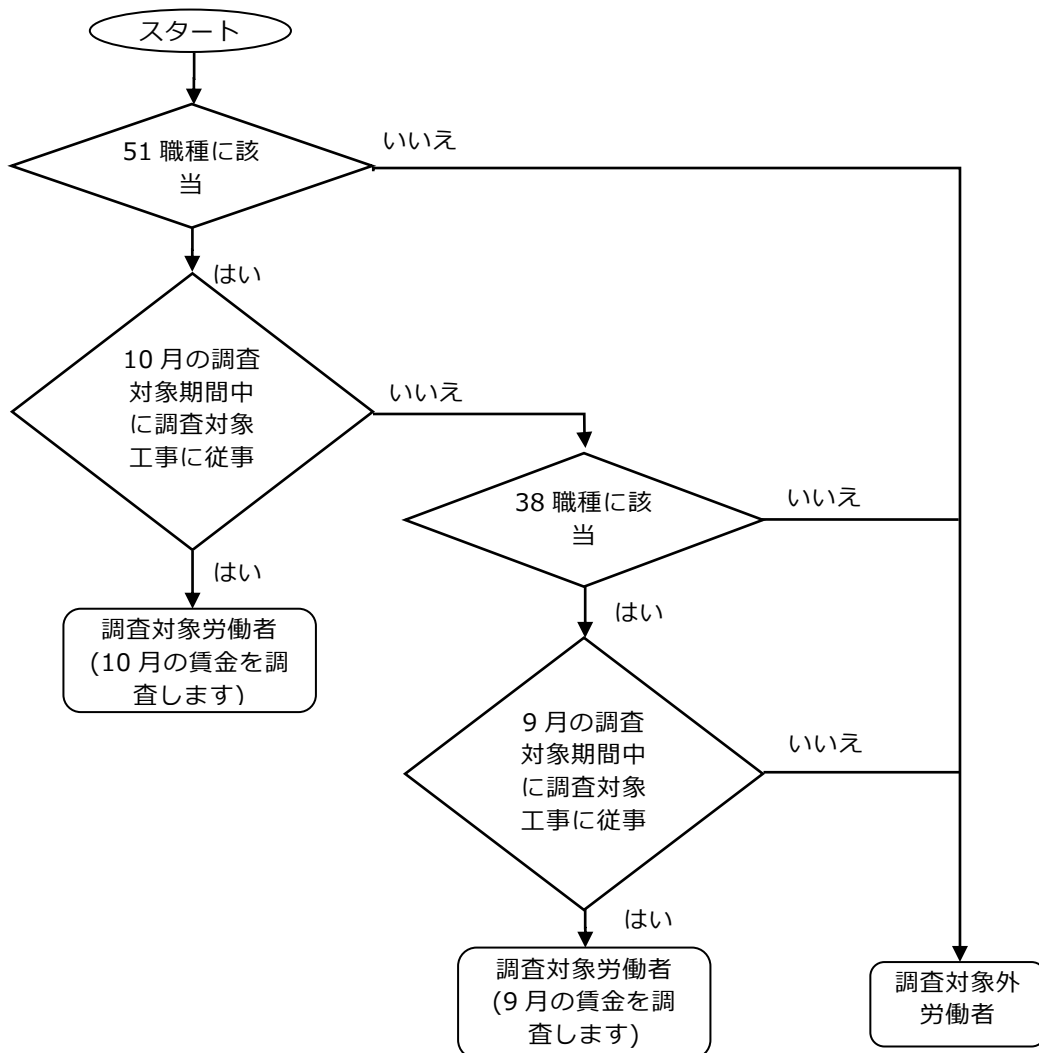 スタート
51 職種に該
当
いいえ
はい
10 月の調査
対象期間中
に調査対象
工事に従事
いいえ
38 職種に該
当
いいえ
はい
調査対象労働者
(10 月の賃金を調
査します)
はい
9 月の調査
対象期間中
に調査対象
工事に従事
いいえ
はい
調査対象労働者
(9 月の賃金を調
査します)
調査対象外
労働者